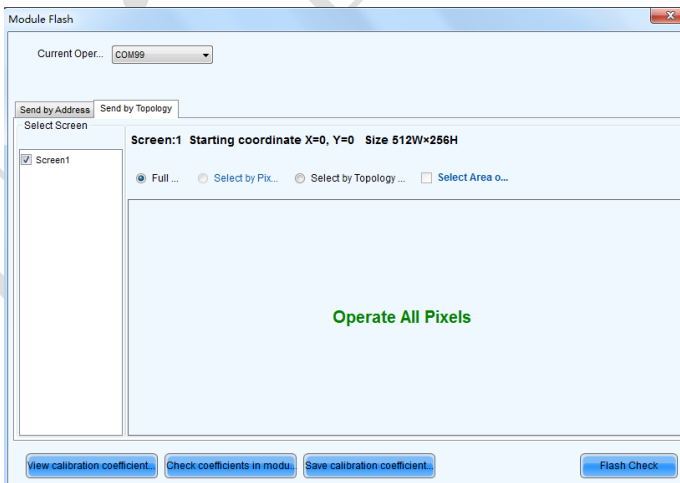 Module Flash
Current Oper... COM99
Send by Address Send by Topology
Select Screen
Screen:1 Starting coordinate X=0, Y=0 Size 512W×256H
Screen1
Full ... Select by Pix... Select by Topology ... Select Area o...
Operate All Pixels
View calibration coefficient... Check coefficients in modu... Save calibration coefficient... Flash Check